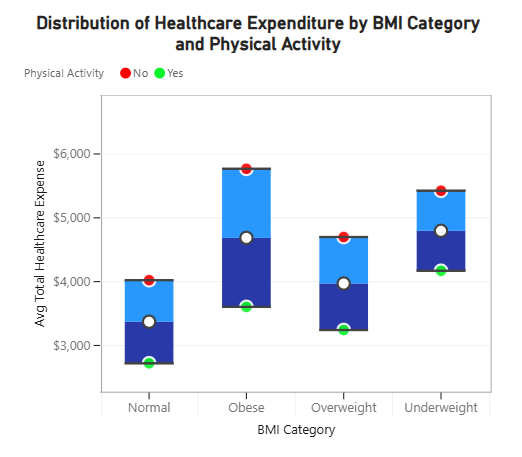 Distribution of Healthcare Expenditure by BMI Category
and Physical Activity
Physical Activity No Yes
Avg Total Healthcare Expense
$6,000
$5,000
$4,000
$3,000
Normal Obese Overweight Underweight
BMI Category